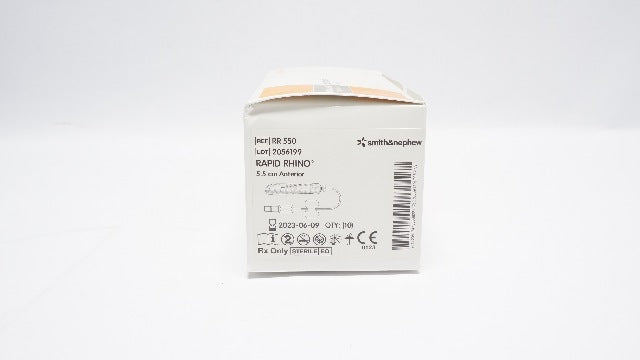 REF RR 550
LOT 2056199
smith&nephew
RAPID RHINO°
5.5 cm Anterior
2023-06-09 QTY: (10)
CE
Rx Only STERILE EO